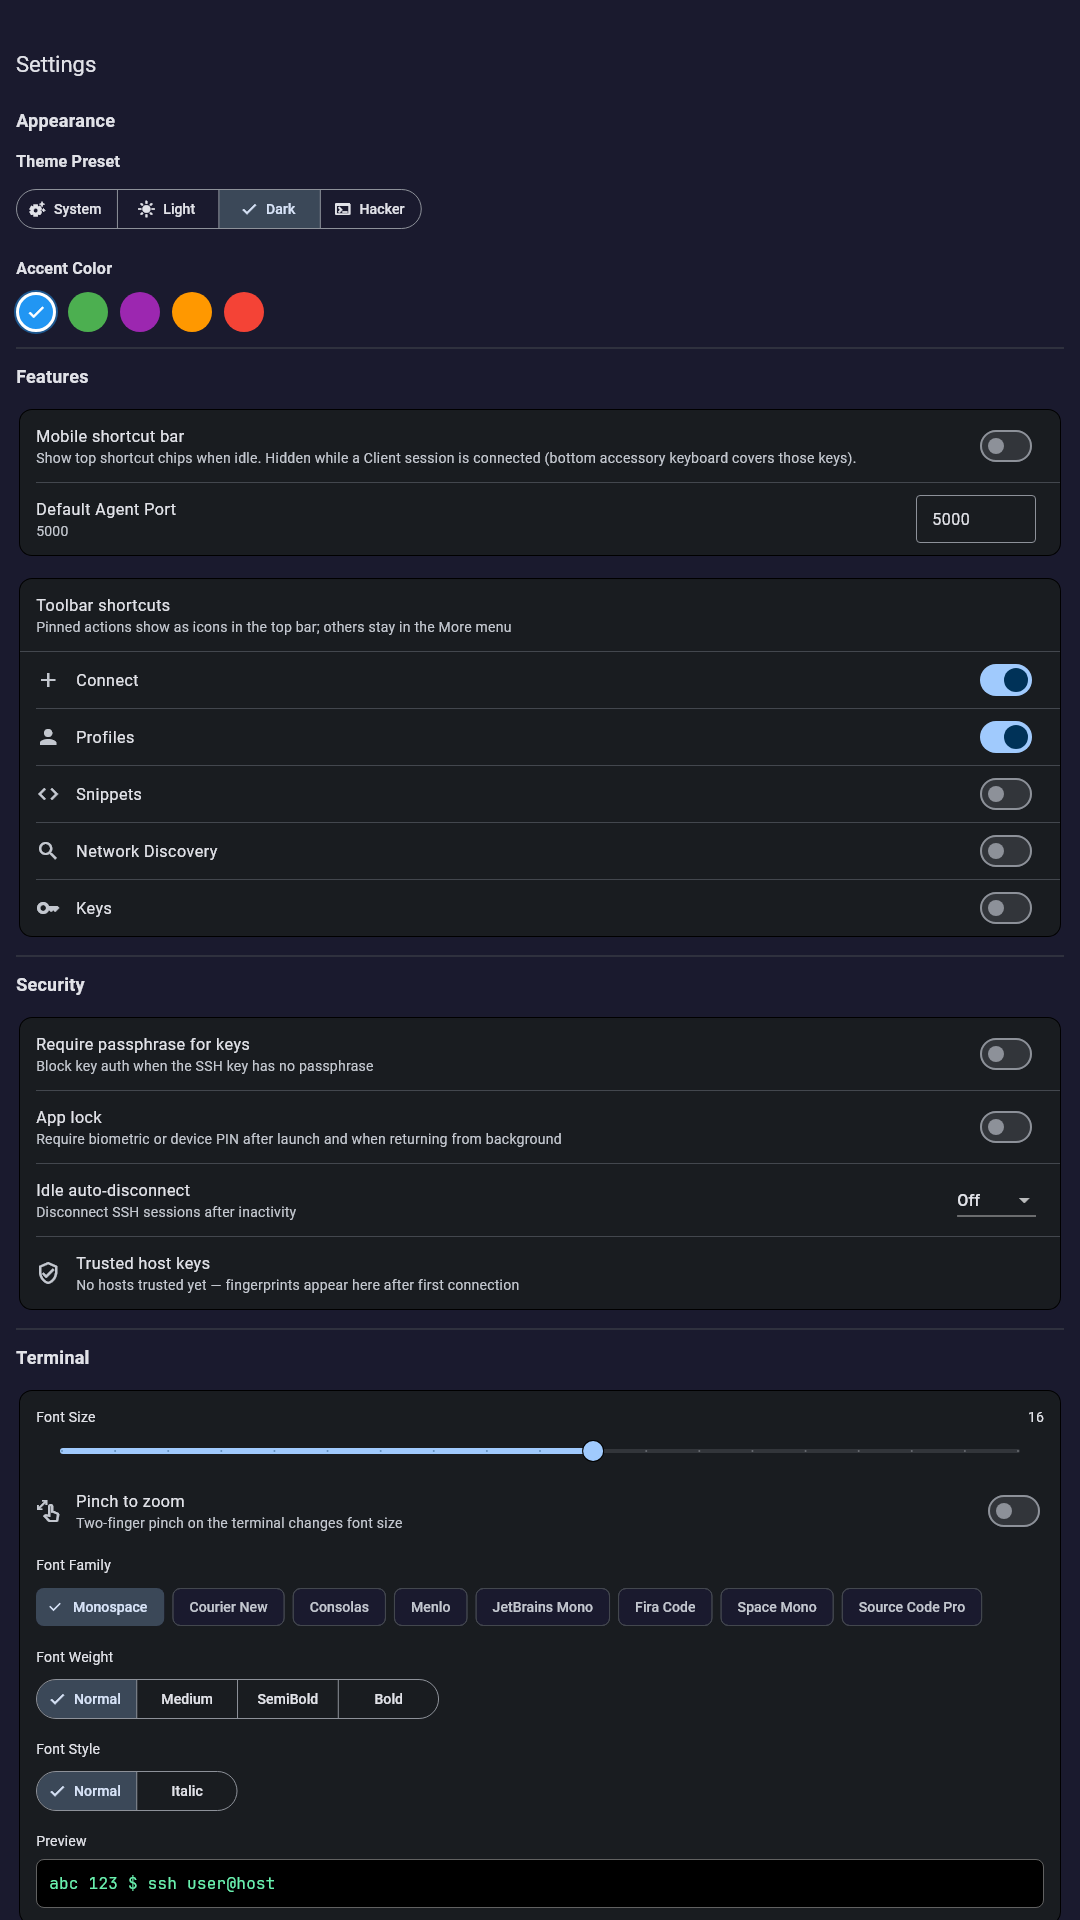 Settings
Appearance
Theme Preset
System
Light
Dark
Hacker
Accent Color
Features
Mobile shortcut bar
Show top shortcut chips when idle. Hidden while a Client session is connected (bottom accessory keyboard covers those keys).
Default Agent Port
5000
5000
Toolbar shortcuts
Pinned actions show as icons in the top bar; others stay in the More menu
Connect
Profiles
Snippets
Network Discovery
Keys
Security
Require passphrase for keys
Block key auth when the SSH key has no passphrase
App lock
Require biometric or device PIN after launch and when returning from background
Idle auto-disconnect
Disconnect SSH sessions after inactivity
Off
Trusted host keys
No hosts trusted yet — fingerprints appear here after first connection
Terminal
Font Size
16
Pinch to zoom
Two-finger pinch on the terminal changes font size
Font Family
Monospace
Courier New
Consolas
Menlo
JetBrains Mono
Fira Code
Space Mono
Source Code Pro
Font Weight
Normal
Medium
SemiBold
Bold
Font Style
Normal
Italic
Preview
abc 123 $ ssh user@host